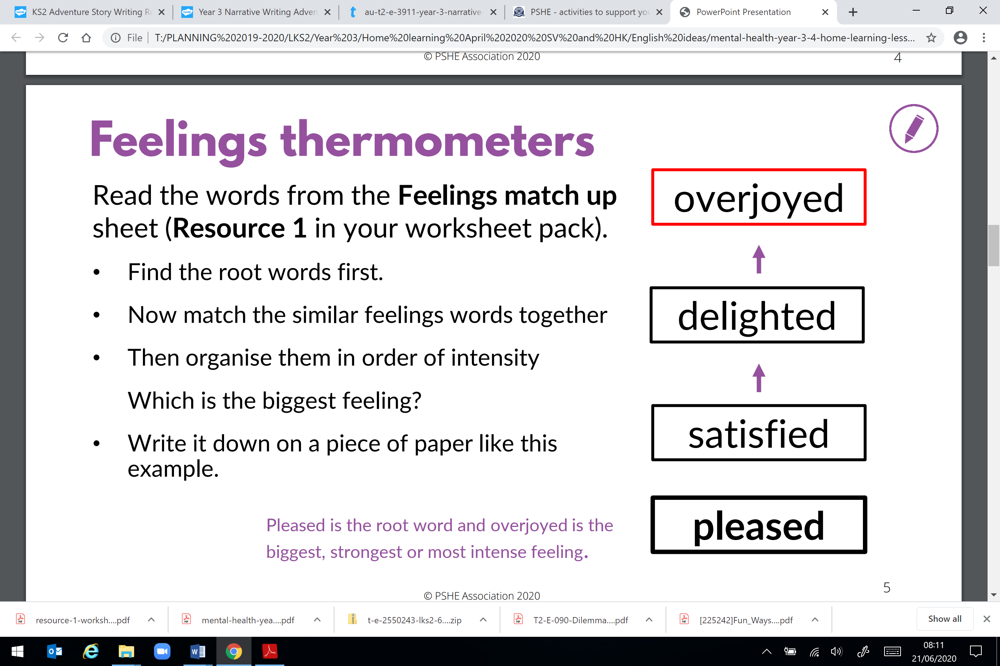 KS2 Adventure Story Writing Re
Year 3 Narrative Writing Adven
au-t2-e-3911-year-3-narrative-
PSHE - activities to support you
PowerPoint Presentation
File
T:/PLANNING%202019-2020/LKS2/Year%203/Home%20learning%20April%202020%20SV%20and%20HK/English%20ideas/mental-health-year-3-4-home-learning-less...
© PSHE Association 2020
4
Feelings thermometers
Read the words from the Feelings match up
sheet (Resource 1 in your worksheet pack).
• Find the root words first.
• Now match the similar feelings words together
• Then organise them in order of intensity
Which is the biggest feeling?
• Write it down on a piece of paper like this
example.
Pleased is the root word and overjoyed is the
biggest, strongest or most intense feeling.
overjoyed
delighted
satisfied
pleased
5
© PSHE Association 2020
resource-1-worksh....pdf
mental-health-yea....pdf
t-e-2550243-lks2-6....zip
T2-E-090-Dilemma....pdf
[225242]Fun_Ways....pdf
Show all
08:11
21/06/2020